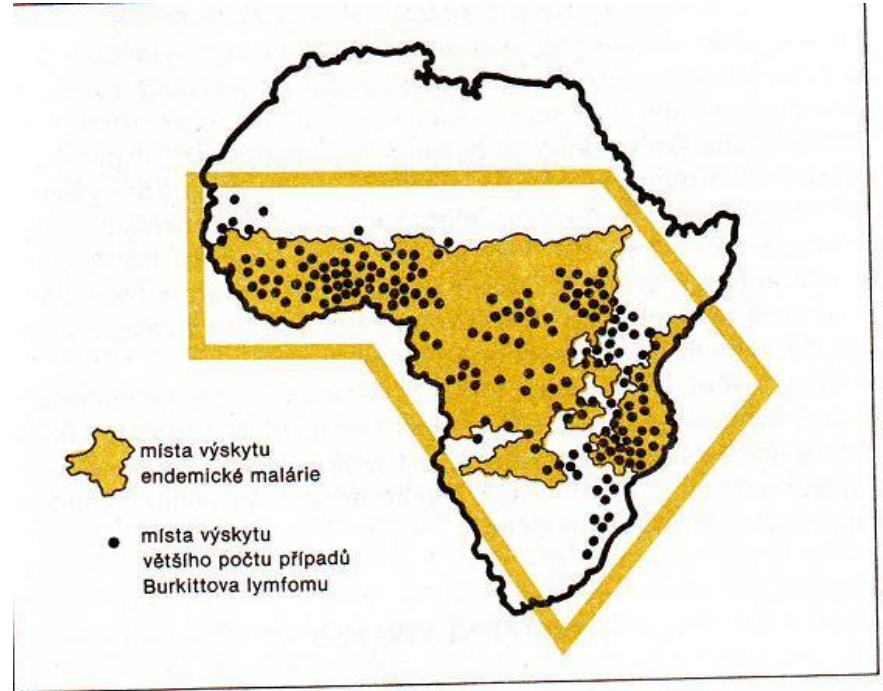 místa výskytu
endemické malárie
místa výskytu
většího počtu případů
Burkittova lymfomu